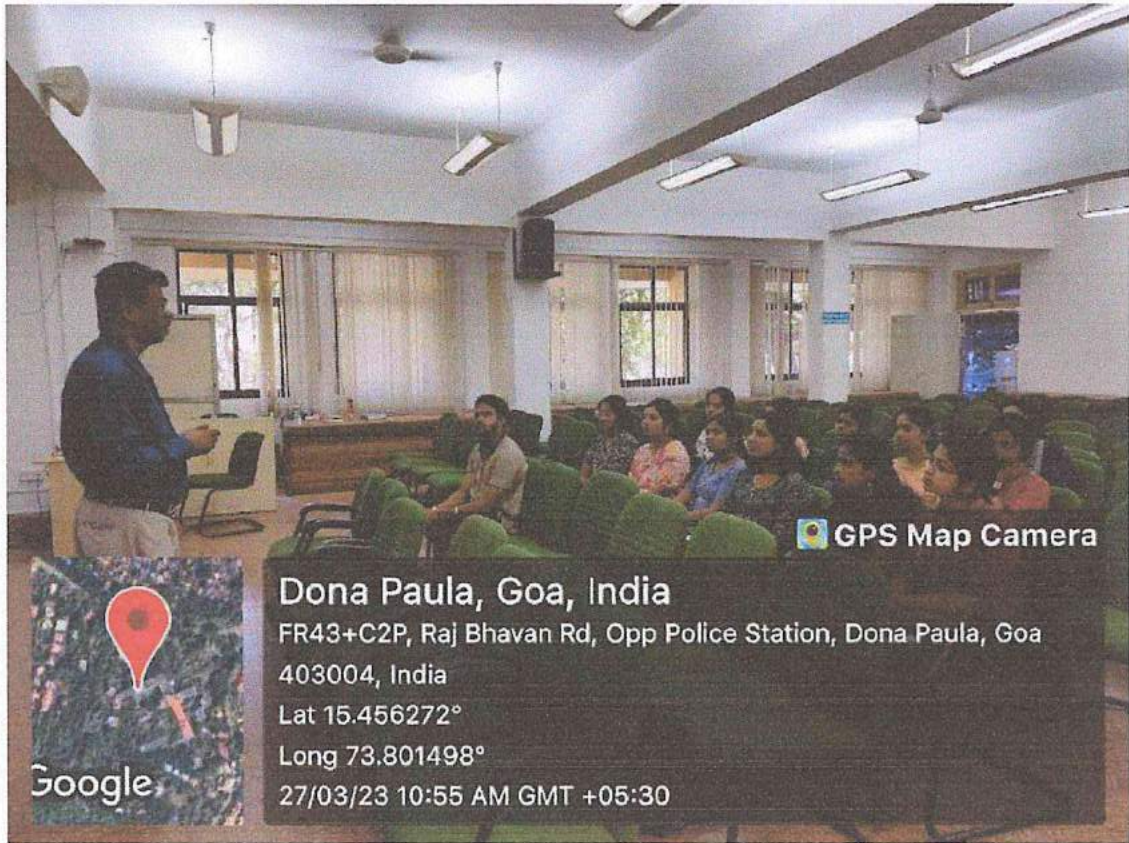 GPS Map Camera
Dona Paula, Goa, India
FR43+C2P, Raj Bhavan Rd, Opp Police Station, Dona Paula, Goa
403004, India
Lat 15.456272°
Long 73.801498°
27/03/23 10:55 AM GMT +05:30
Google